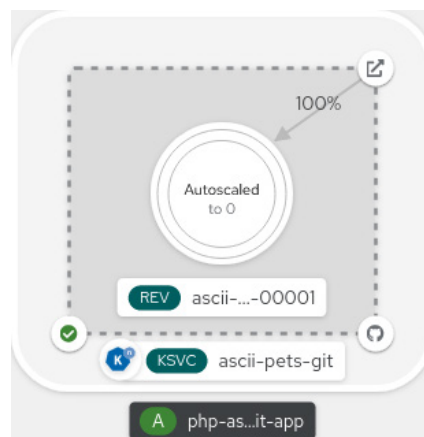 100%
Autoscaled
to 0
REV ascii-...-00001
KSVC ascii-pets-git
A php-as...it-app